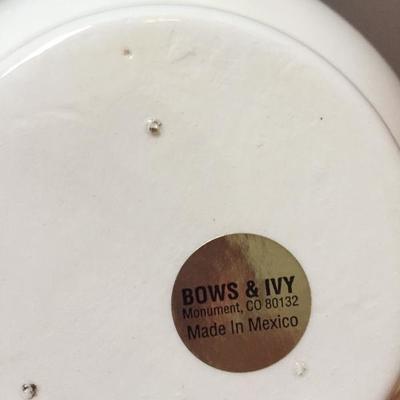 BOWS & IVY
Monument, CO 80132
Made In Mexico